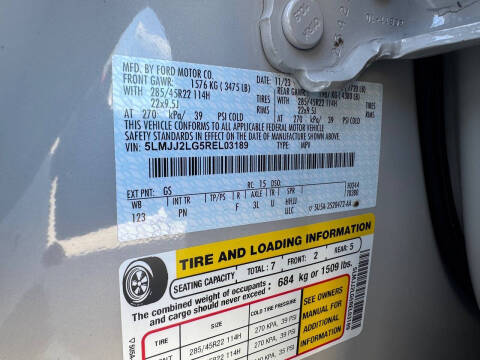 MFD. BY FORD MOTOR CO.
11/23
FRONT GAWR: 1576 KG ( 3475 LB)
WITH 285/45R22 114H TIRES
22x9.5J
AT 270 kPa/ 39 PSI COLD
WITH 285/45R22 114H TIRES
22x9.5J
AT 270 kPa/ 39 PSI COLD
THIS VEHICLE CONFORMS TO ALL APPLICABLE FEDERAL MOTOR VEHICLE
SAFETY STANDARDS IN EFFECT ON THE DATE OF MANUFACTURE SHOWN ABOVE.
VIN: 5LMJJ2LG5REL03189
TYPE: MPV
EXT PNT: GS RC: 15 DSO:
WB INT TR TP/PS R AXLE TR SPR
123 PN F 3L U
TIRE AND LOADING INFORMATION
SEATING CAPACITY TOTAL: 7 FRONT: 2 REAR: 5
The combined weight of occupants
and cargo should never exceed : 684 kg or 1509 lbs.
TIRE SIZE COLD TIRE PRESSURE
285/45R22 114H 270 KPA, 39 PSI
285/45R22 114H 270 KPA, 39 PSI
SEE OWNERS
MANUAL FOR
ADDITIONAL
INFORMATION